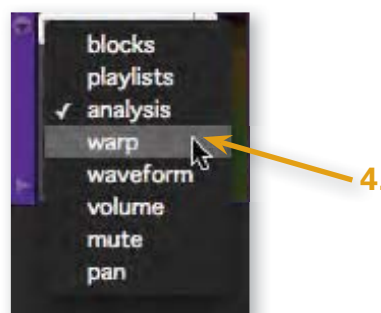 blocks
playlists
✓ analysis
warp
waveform
volume
mute
pan
4.